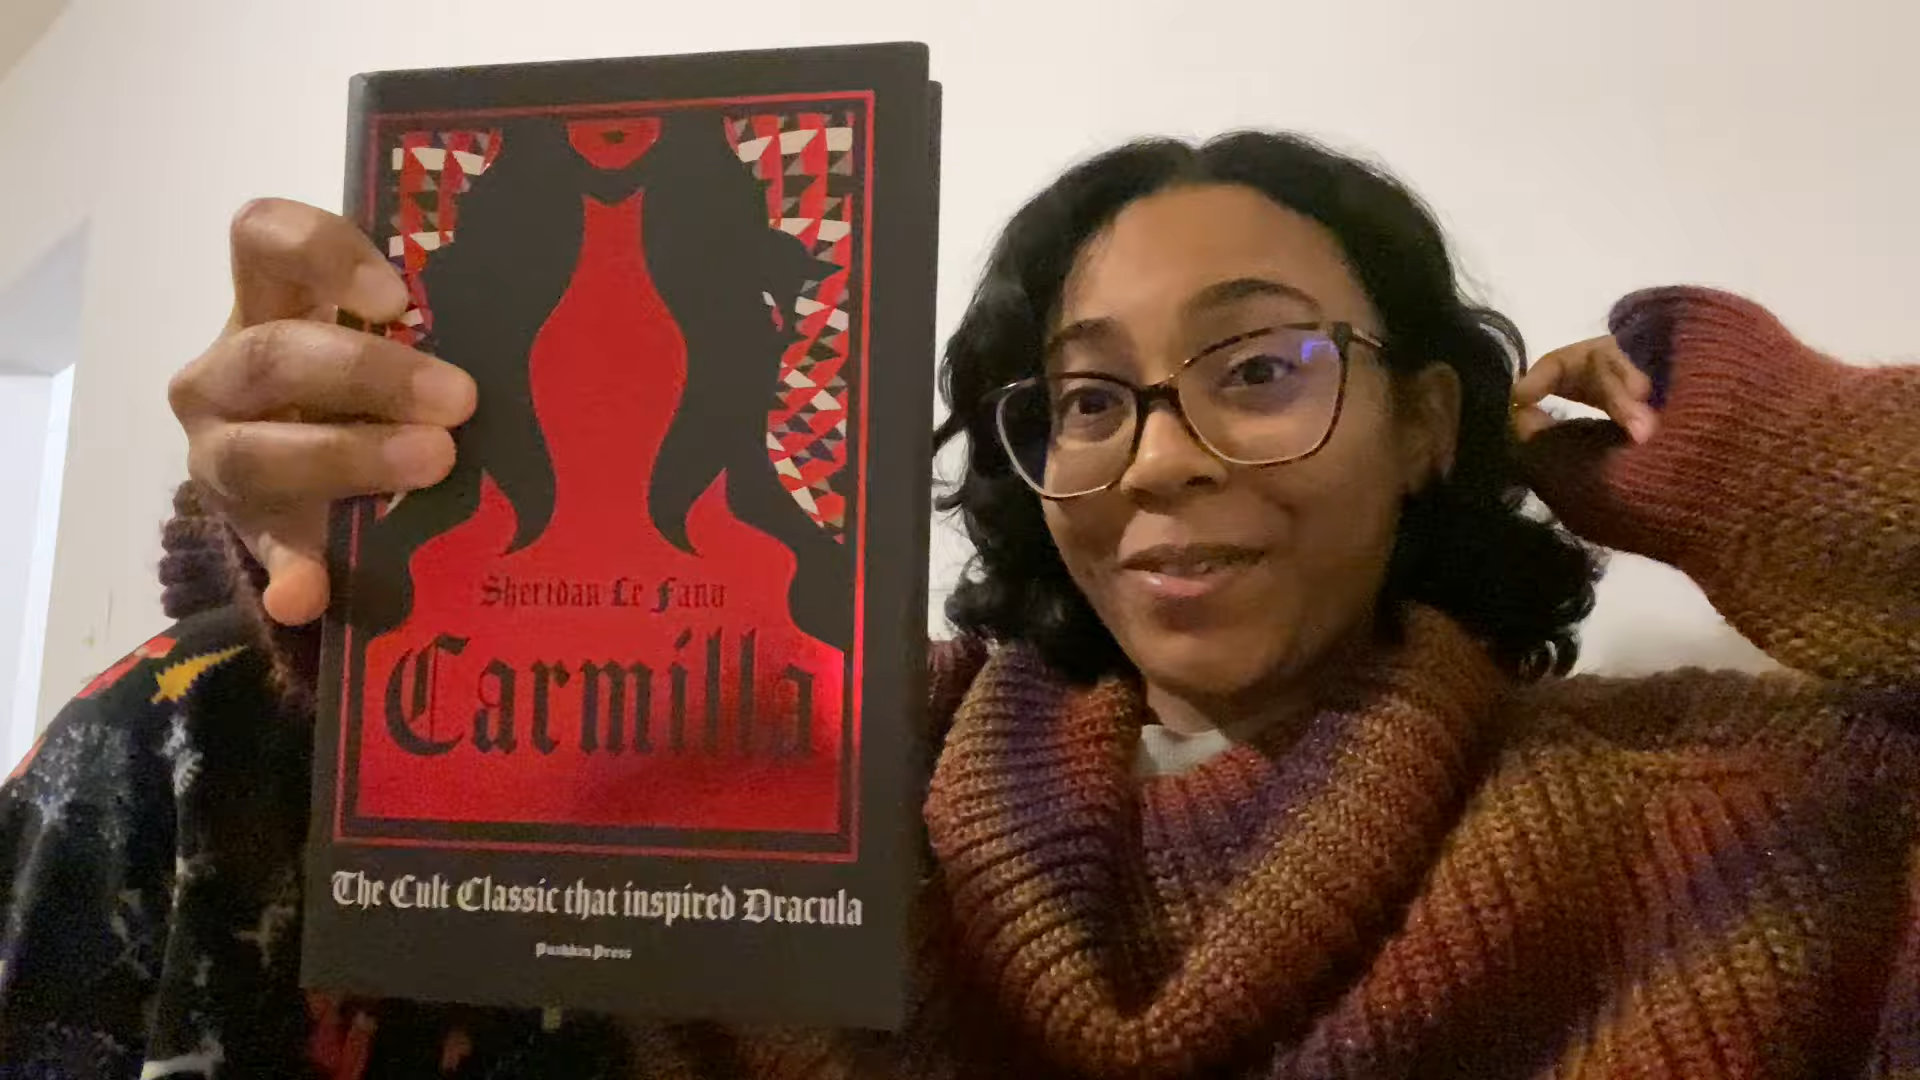 Sheridan Le Fanu
Carmilla
The Cult Classic that inspired Dracula
Pushkin Press